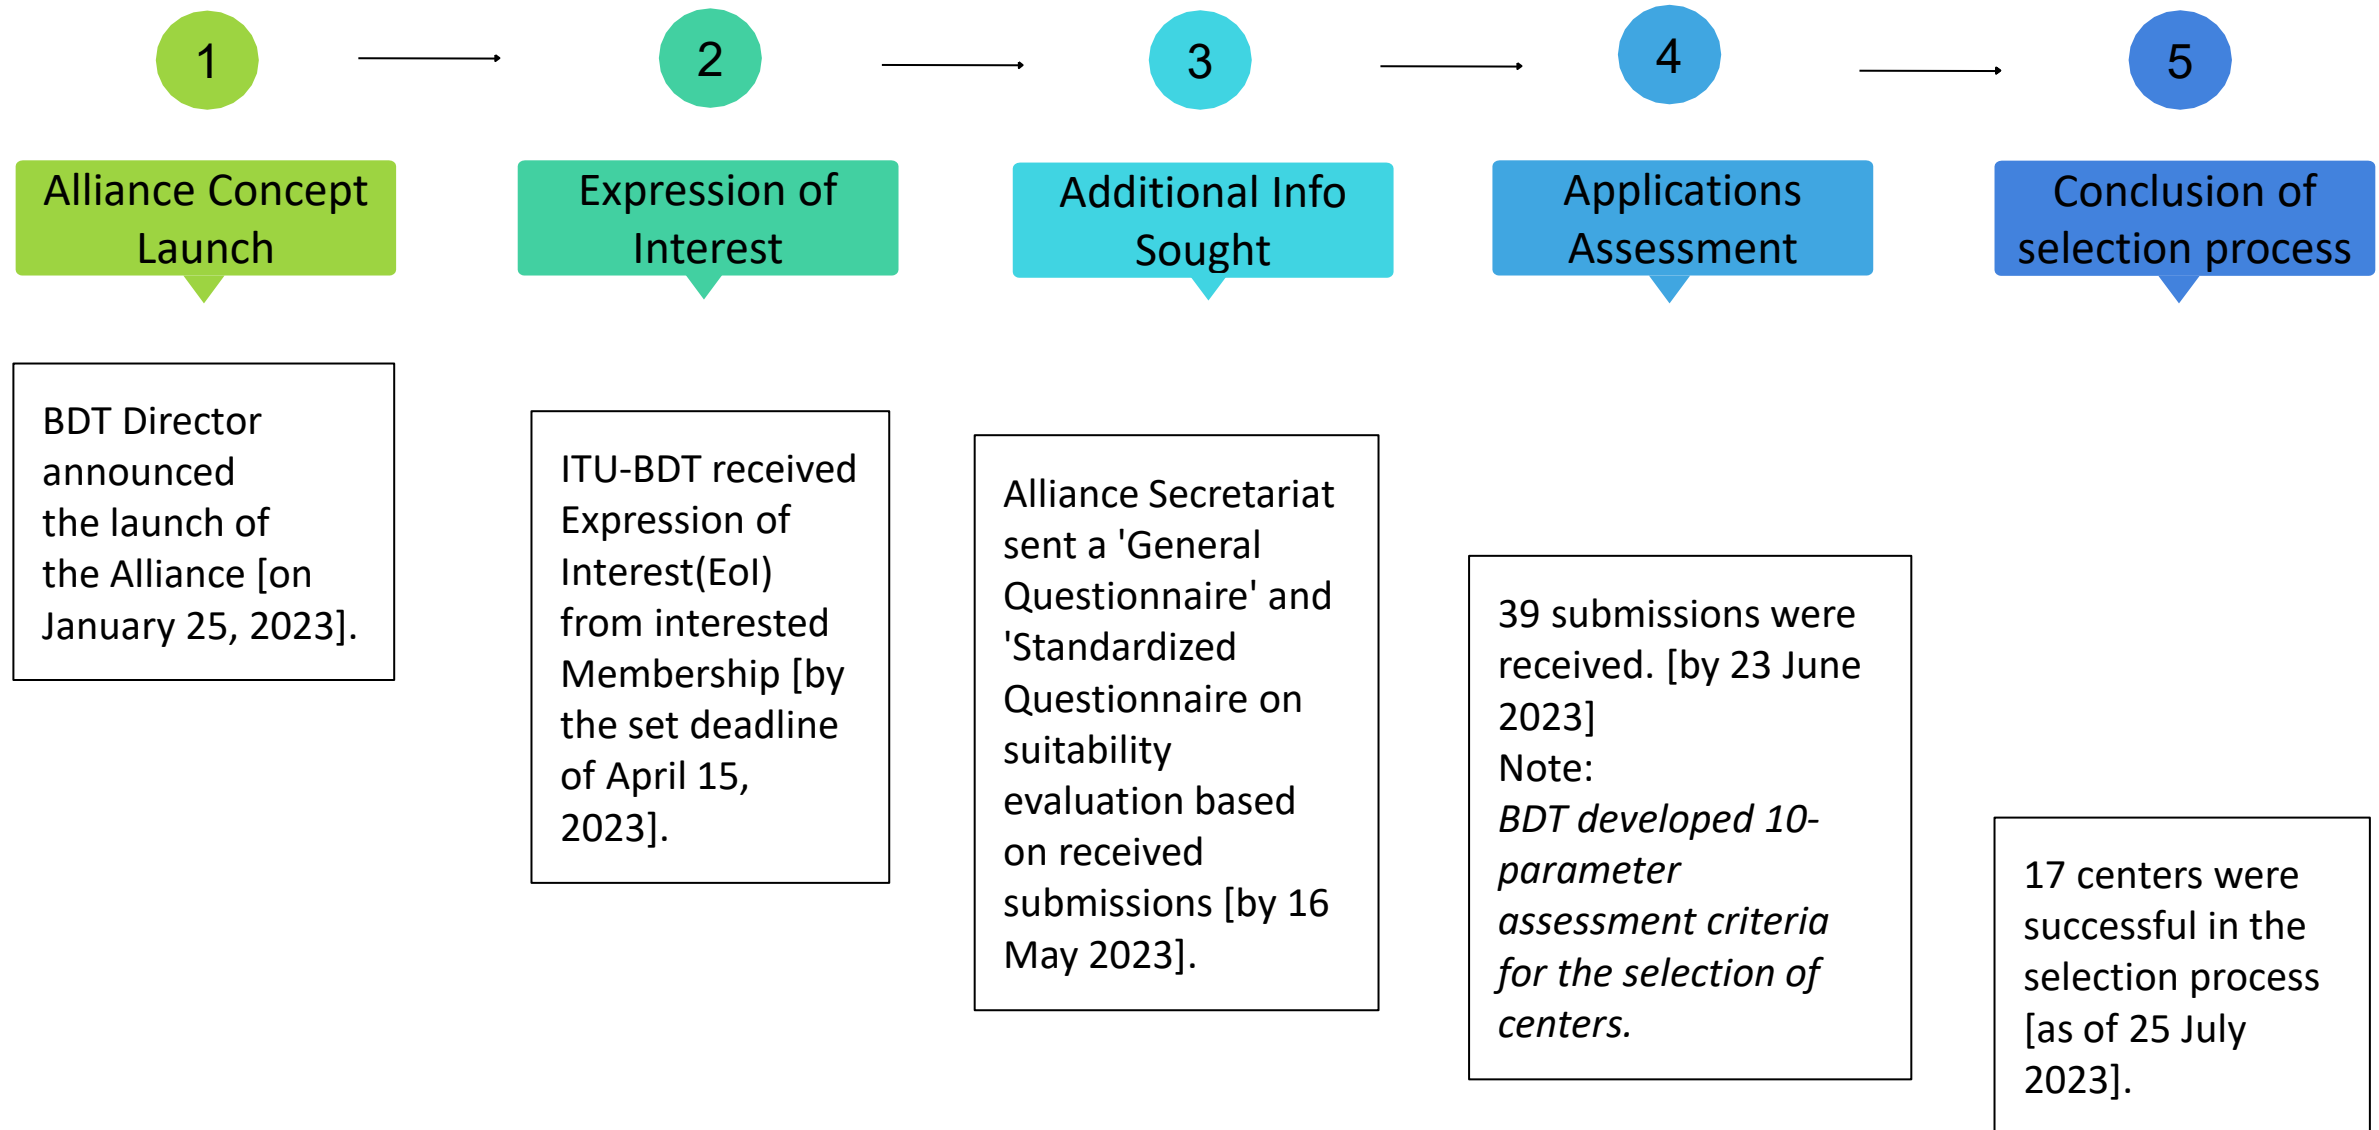 1
2
3
4
5
Alliance Concept
Launch
Expression of
Interest
Additional Info
Sought
Applications
Assessment
Conclusion of
selection process
BDT Director
announced
the launch of
the Alliance [on
January 25, 2023].
ITU-BDT received
Expression of
Interest(EoI)
from interested
Membership [by
the set deadline
of April 15,
2023].
Alliance Secretariat
sent a 'General
Questionnaire' and
'Standardized
Questionnaire on
suitability
evaluation based
on received
submissions [by 16
May 2023].
39 submissions were
received. [by 23 June
2023]
Note:
BDT developed 10-
parameter
assessment criteria
for the selection of
centers.
17 centers were
successful in the
selection process
[as of 25 July
2023].